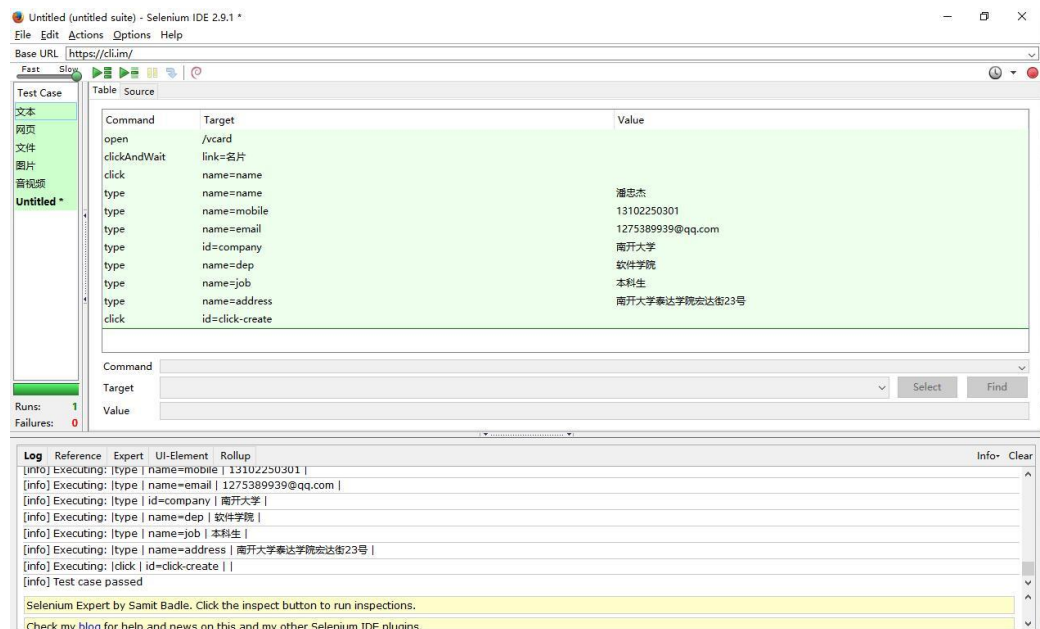 Untitled (untitled suite) - Selenium IDE 2.9.1 *
File Edit Actions Options Help
Base URL https://cli.im/
Fast Slow
Test Case
文本
网页
文件
图片
音视频
Untitled *
Runs: 1
Failures: 0
Table Source
Command Target Value
open /vcard
clickAndWait link=名片
click name=name
type name=name 潘忠杰
type name=mobile 13102250301
type name=email 1275389939@qq.com
type id=company 南开大学
type name=dep 软件学院
type name=job 本科生
type name=address 南开大学泰达学院宏达街23号
click id=click-create
Command
Target Select Find
Value
Log Reference Expert UI-Element Rollup Info Clear
[info] Executing: |type | name=mobile | 13102250301 |
[info] Executing: |type | name=email | 1275389939@qq.com |
[info] Executing: |type | id=company | 南开大学 |
[info] Executing: |type | name=dep | 软件学院 |
[info] Executing: |type | name=job | 本科生 |
[info] Executing: |type | name=address | 南开大学泰达学院宏达街23号 |
[info] Executing: |click | id=click-create | |
[info] Test case passed
Selenium Expert by Samit Badle. Click the inspect button to run inspections.
Check my blog for help and news on this and my other Selenium IDE plugins.